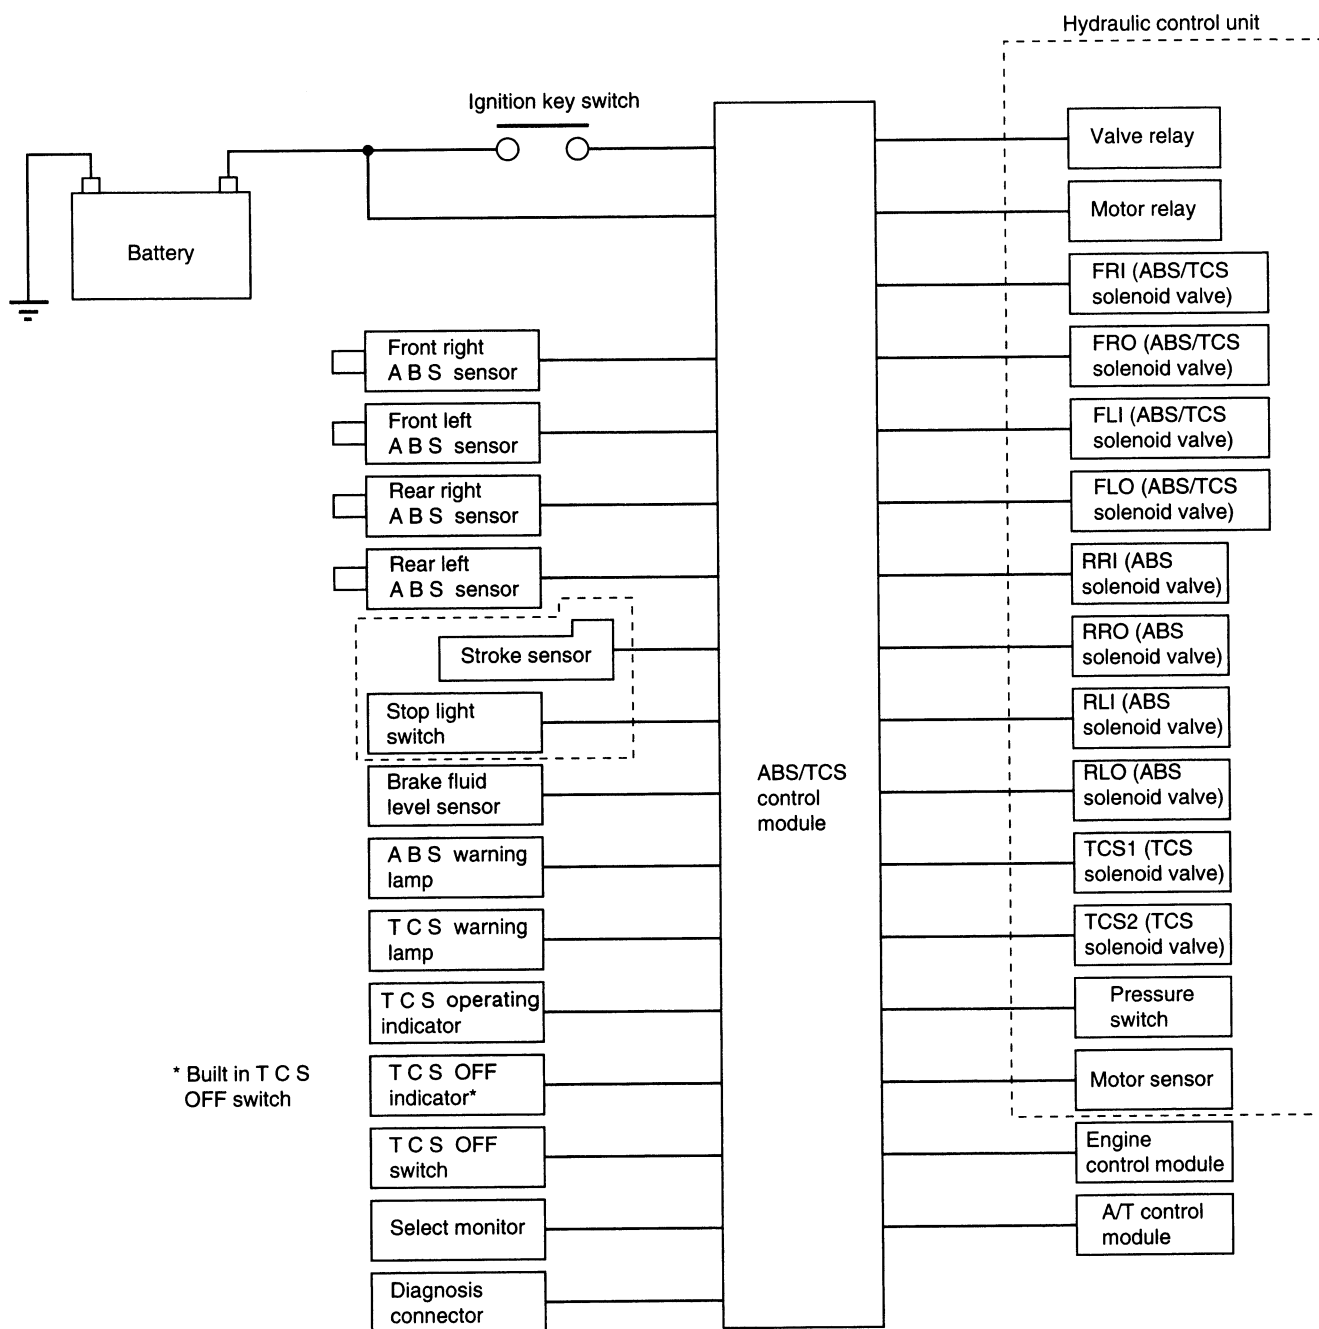 Hydraulic control unit
Ignition key switch
Battery
Front right
A B S sensor
Front left
A B S sensor
Rear right
A B S sensor
Rear left
A B S sensor
Stroke sensor
Stop light
switch
Brake fluid
level sensor
A B S warning
lamp
T C S warning
lamp
T C S operating
indicator
* Built in T C S
OFF switch
T C S OFF
indicator*
T C S OFF
switch
Select monitor
Diagnosis
connector
ABS/TCS
control
module
Valve relay
Motor relay
FRI (ABS/TCS
solenoid valve)
FRO (ABS/TCS
solenoid valve)
FLI (ABS/TCS
solenoid valve)
FLO (ABS/TCS
solenoid valve)
RRI (ABS
solenoid valve)
RRO (ABS
solenoid valve)
RLI (ABS
solenoid valve)
RLO (ABS
solenoid valve)
TCS1 (TCS
solenoid valve)
TCS2 (TCS
solenoid valve)
Pressure
switch
Motor sensor
Engine
control module
A/T control
module